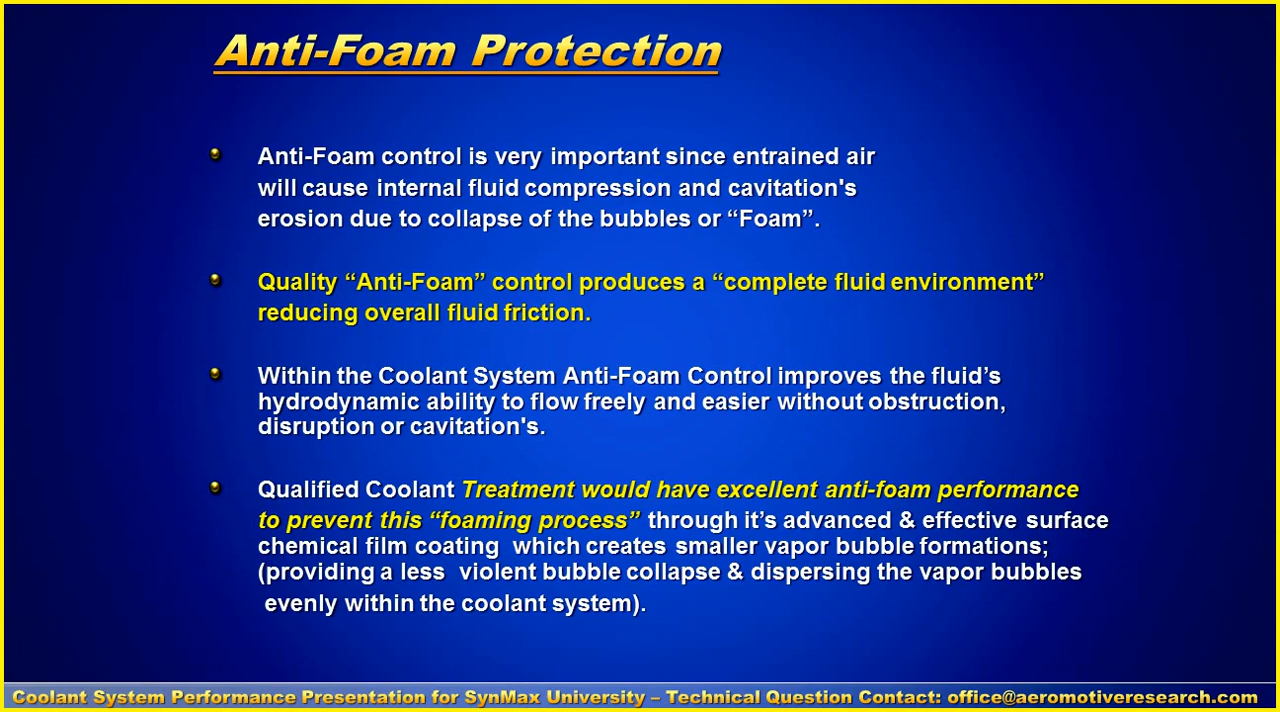 Anti-Foam Protection
Anti-Foam control is very important since entrained air
will cause internal fluid compression and cavitation's
erosion due to collapse of the bubbles or “Foam”.
Quality “Anti-Foam” control produces a “complete fluid environment”
reducing overall fluid friction.
Within the Coolant System Anti-Foam Control improves the fluid’s
hydrodynamic ability to flow freely and easier without obstruction,
disruption or cavitation's.
Qualified Coolant Treatment would have excellent anti-foam performance
to prevent this “foaming process” through it’s advanced & effective surface
chemical film coating which creates smaller vapor bubble formations;
(providing a less violent bubble collapse & dispersing the vapor bubbles
evenly within the coolant system).
Coolant System Performance Presentation for SynMax University – Technical Question Contact: office@aeromotiveresearch.com